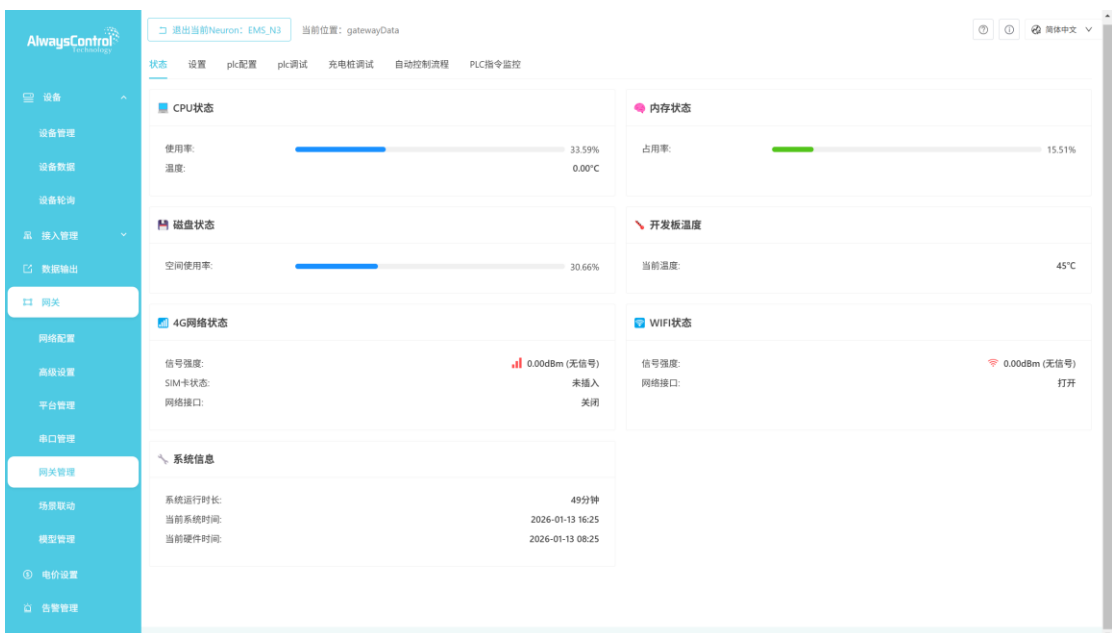 AlwaysControl
Technology
退出当前Neuron: EMS_N3
当前位置: gatewayData
简体中文
状态 设置 plc配置 plc调试 充电桩调试 自动控制流程 PLC指令监控
设备
设备管理
设备数据
设备轮询
接入管理
数据输出
网关
网络配置
高级设置
平台管理
串口管理
网关管理
场景联动
模型管理
电价设置
告警管理
CPU状态
使用率: 33.59%
温度: 0.00°C
内存状态
占用率: 15.51%
磁盘状态
空间使用率: 30.66%
开发板温度
当前温度: 45°C
4G网络状态
信号强度: 0.00dBm (无信号)
SIM卡状态: 未插入
网络接口: 关闭
WIFI状态
信号强度: 0.00dBm (无信号)
网络接口: 打开
系统信息
系统运行时长: 49分钟
当前系统时间: 2026-01-13 16:25
当前硬件时间: 2026-01-13 08:25